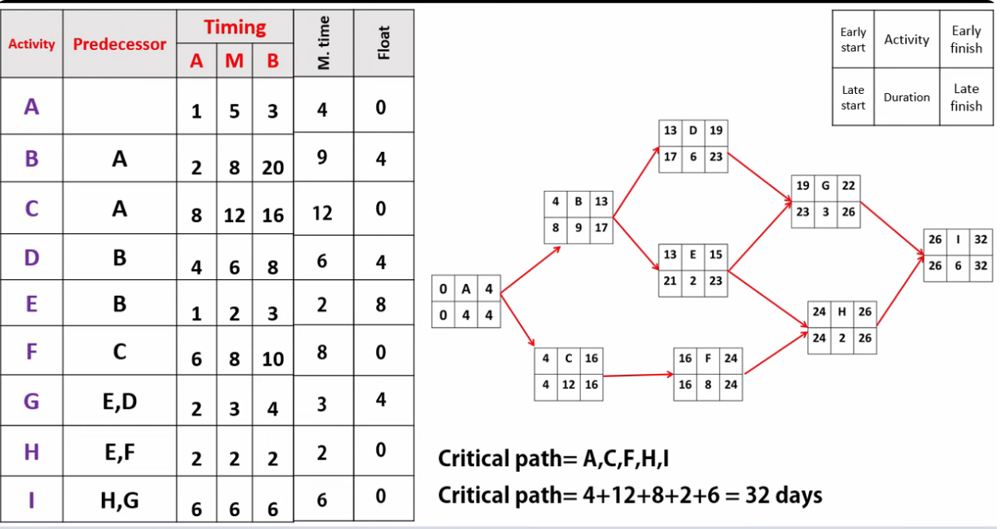 Activity Predecessor Timing M. time Float
A M B
A 1 5 3 4 0
B A 2 8 20 9 4
C A 8 12 16 12 0
D B 4 6 8 6 4
E B 1 2 3 2 8
F C 6 8 10 8 0
G E,D 2 3 4 3 4
H E,F 2 2 2 2 0
I H,G 6 6 6 6 0
Early start Activity Early finish
Late start Duration Late finish
13 D 19
17 6 23
19 G 22
23 3 26
4 B 13
8 9 17
26 I 32
26 6 32
13 E 15
21 2 23
0 A 4
0 4 4
24 H 26
24 2 26
4 C 16
4 12 16
16 F 24
16 8 24
Critical path= A,C,F,H,I
Critical path= 4+12+8+2+6 = 32 days